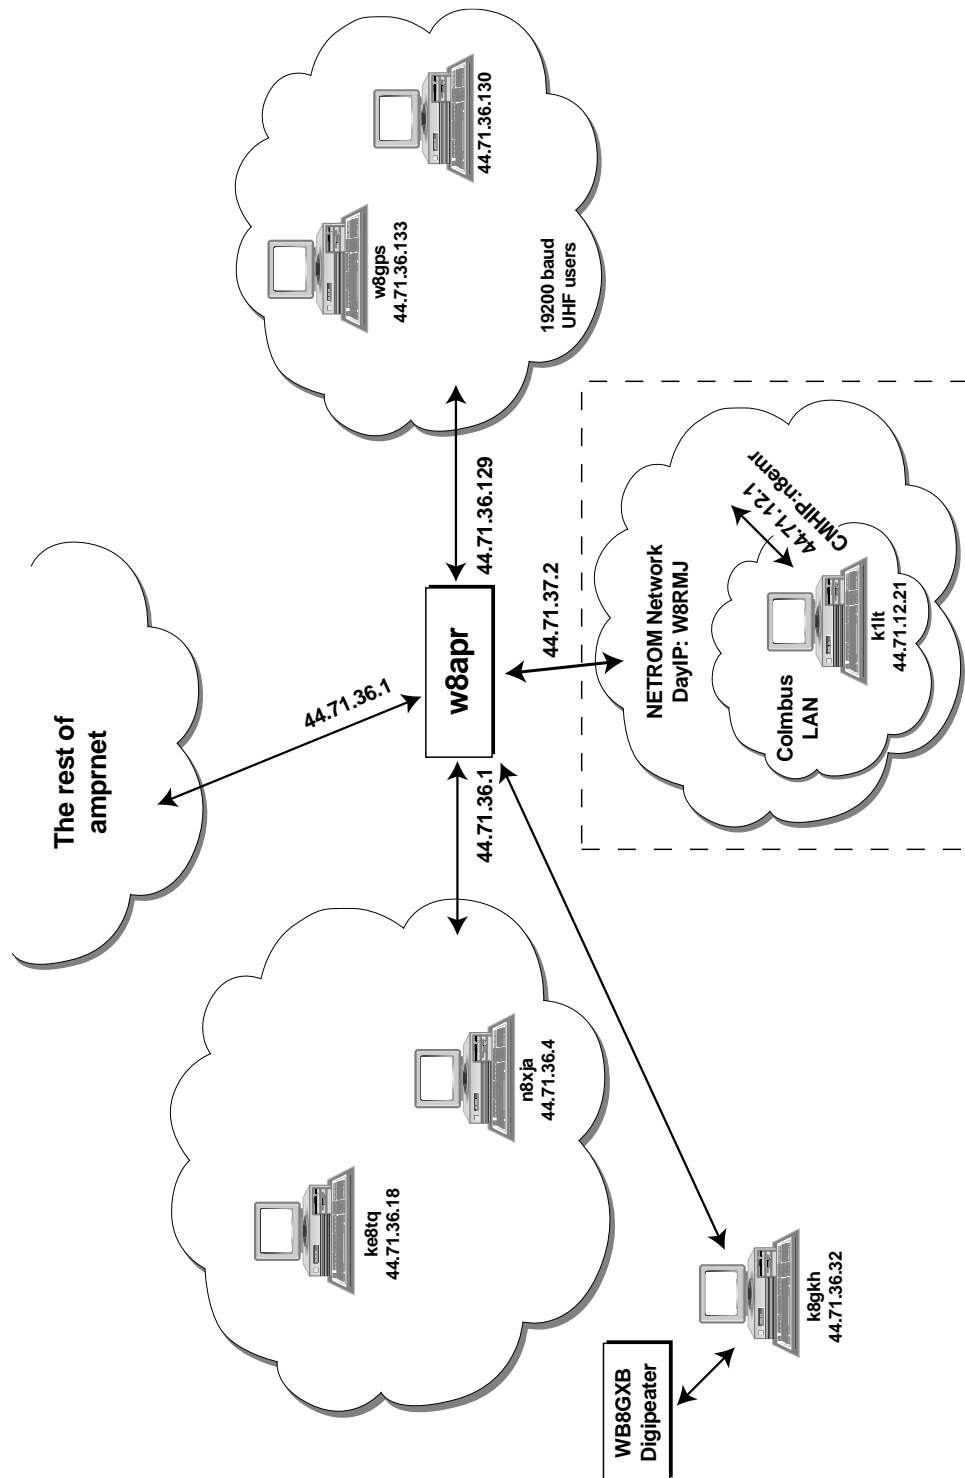 The rest of
amprnet
44.71.36.1
w8gps
44.71.36.133
44.71.36.130
19200 baud
UHF users
44.71.36.129
w8apr
44.71.36.1
44.71.37.2
ke8tq
44.71.36.18
n8xja
44.71.36.4
NETROM Network
DayIP: W8RMJ
CMHIP:n8emr
44.71.12.1
Colmbus
LAN
k1lt
44.71.12.21
k8gkh
44.71.36.32
WB8GXB
Digipeater